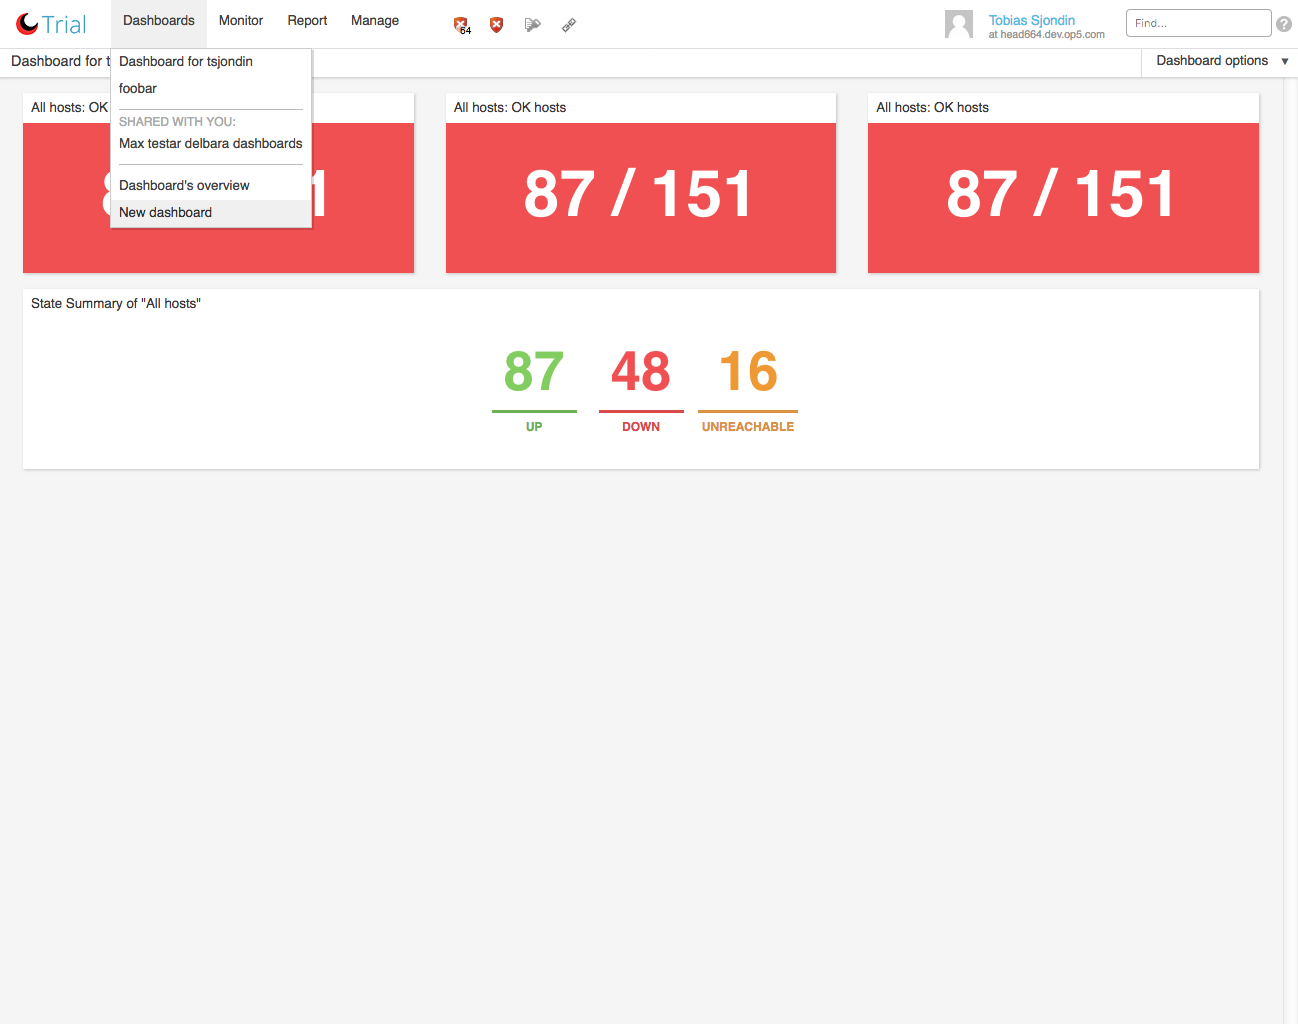 Trial
Dashboards Monitor Report Manage
64
Tobias Sjondin
at head664.dev.op5.com
Find...
?
Dashboard for t
Dashboard options ▼
Dashboard for tsjondin
foobar
SHARED WITH YOU:
Max testar delbara dashboards
Dashboard's overview
New dashboard
All hosts: OK
All hosts: OK hosts
87 / 151
All hosts: OK hosts
87 / 151
State Summary of "All hosts"
87 48 16
UP DOWN UNREACHABLE